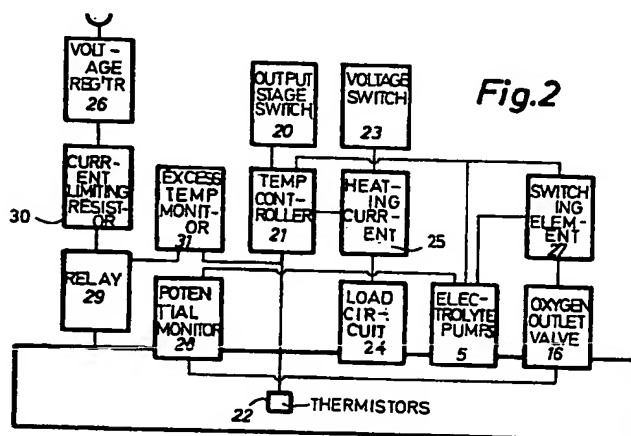 Fig.2
VOLT-
AGE
REG'TR
26
OUTPUT
STAGE
SWITCH
20
VOLTAGE
SWITCH
23
30
CURR-
ENT
LIMITING
RESIST-
OR
EXCESS
TEMP
MONIT-
OR
31
TEMP
CONTR-
OLLER
21
HEAT-
ING
CURR-
ENT
25
SWITCH-
ING
ELEM-
ENT
27
RELAY
29
POTEN-
TIAL
MONITOR
28
LOAD
CIR-
CUIT
24
ELEC-
TROLYTE
PUMPS
5
OXYGEN
OUTLET
VALVE
16
22
THERMISTORS